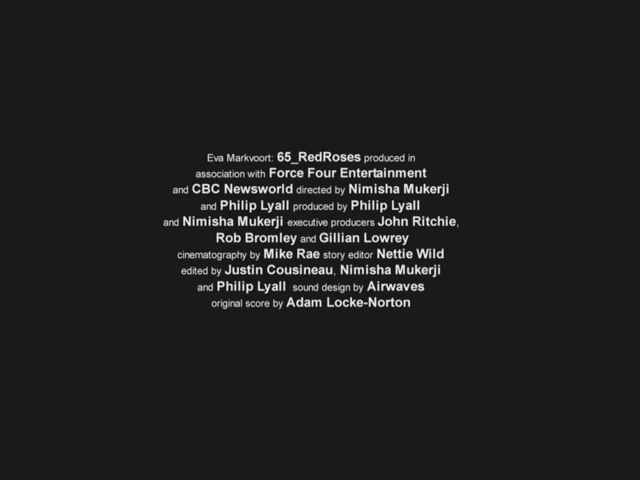 Eva Markvoort: 65_RedRoses produced in
association with Force Four Entertainment
and CBC Newsworld directed by Nimisha Mukerji
and Philip Lyall produced by Philip Lyall
and Nimisha Mukerji executive producers John Ritchie,
Rob Bromley and Gillian Lowrey
cinematography by Mike Rae story editor Nettie Wild
edited by Justin Cousineau, Nimisha Mukerji
and Philip Lyall sound design by Airwaves
original score by Adam Locke-Norton